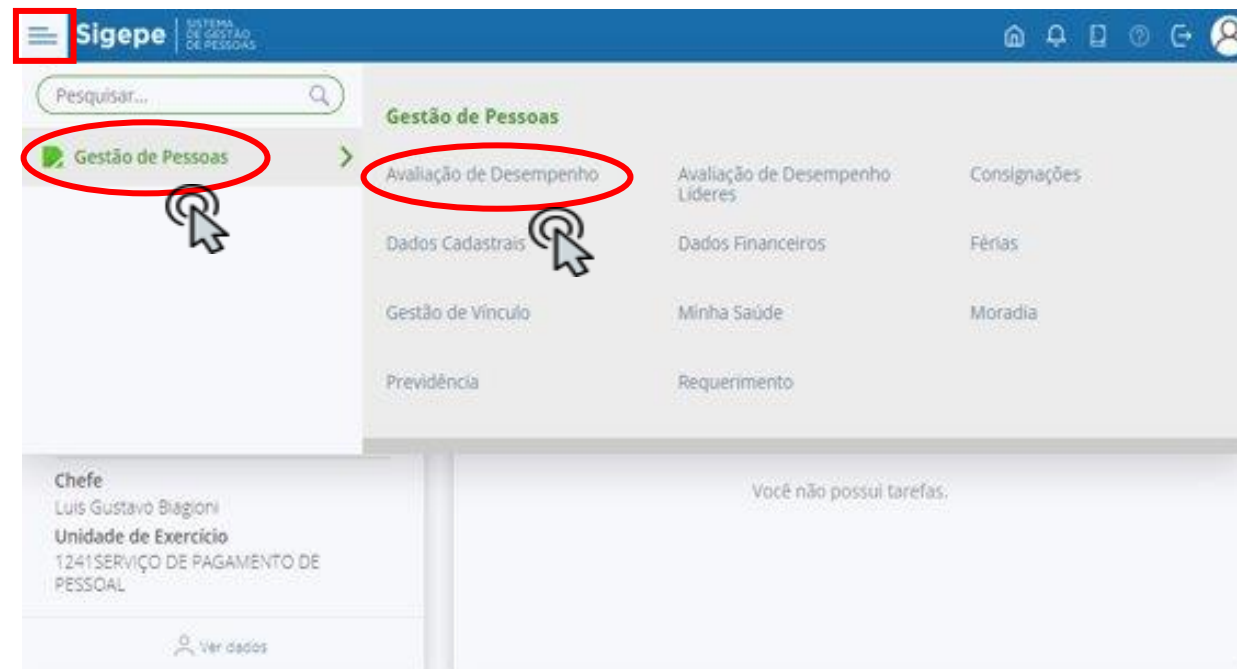 Sigepe
SISTEMA
DE GESTÃO
DE PESSOAS
Pesquisar...
Gestão de Pessoas
Gestão de Pessoas
Avaliação de Desempenho
Avaliação de Desempenho
Líderes
Consignações
Dados Cadastrais
Dados Financeiros
Férias
Gestão de Vínculo
Minha Saúde
Moradia
Previdência
Requerimento
Chefe
Luis Gustavo Biagioni
Unidade de Exercício
1241SERVIÇO DE PAGAMENTO DE
PESSOAL
Ver dados
Você não possui tarefas.